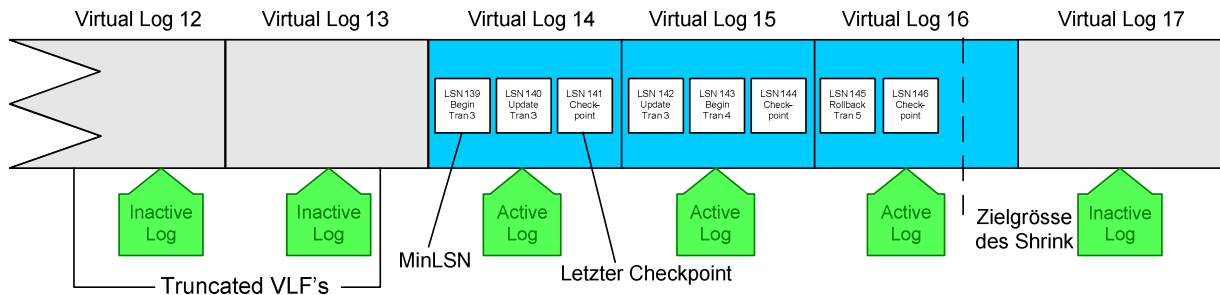 Virtual Log 12
Virtual Log 13
Virtual Log 14
Virtual Log 15
Virtual Log 16
Virtual Log 17
LSN 139
Begin
Tran 3
LSN 140
Update
Tran 3
LSN 141
Check-
point
LSN 142
Update
Tran 3
LSN 143
Begin
Tran 4
LSN 144
Check-
point
LSN 145
Rollback
Tran 5
LSN 146
Check-
point
Inactive
Log
Inactive
Log
Active
Log
Active
Log
Active
Log
Zielgrösse
des Shrink
Inactive
Log
MinLSN
Letzter Checkpoint
Truncated VLF's